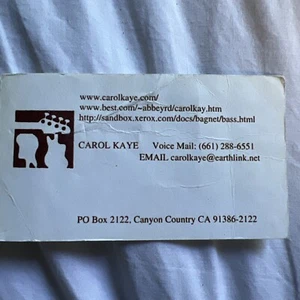 www.carolkaye.com/
www.best.com/~abbeyrd/carolkay.htm
http://sandbox.xerox.com/docs/bagnet/bass.html
CAROL KAYE Voice Mail: (661) 288-6551
EMAIL carolkaye@earthlink.net
PO Box 2122, Canyon Country CA 91386-2122